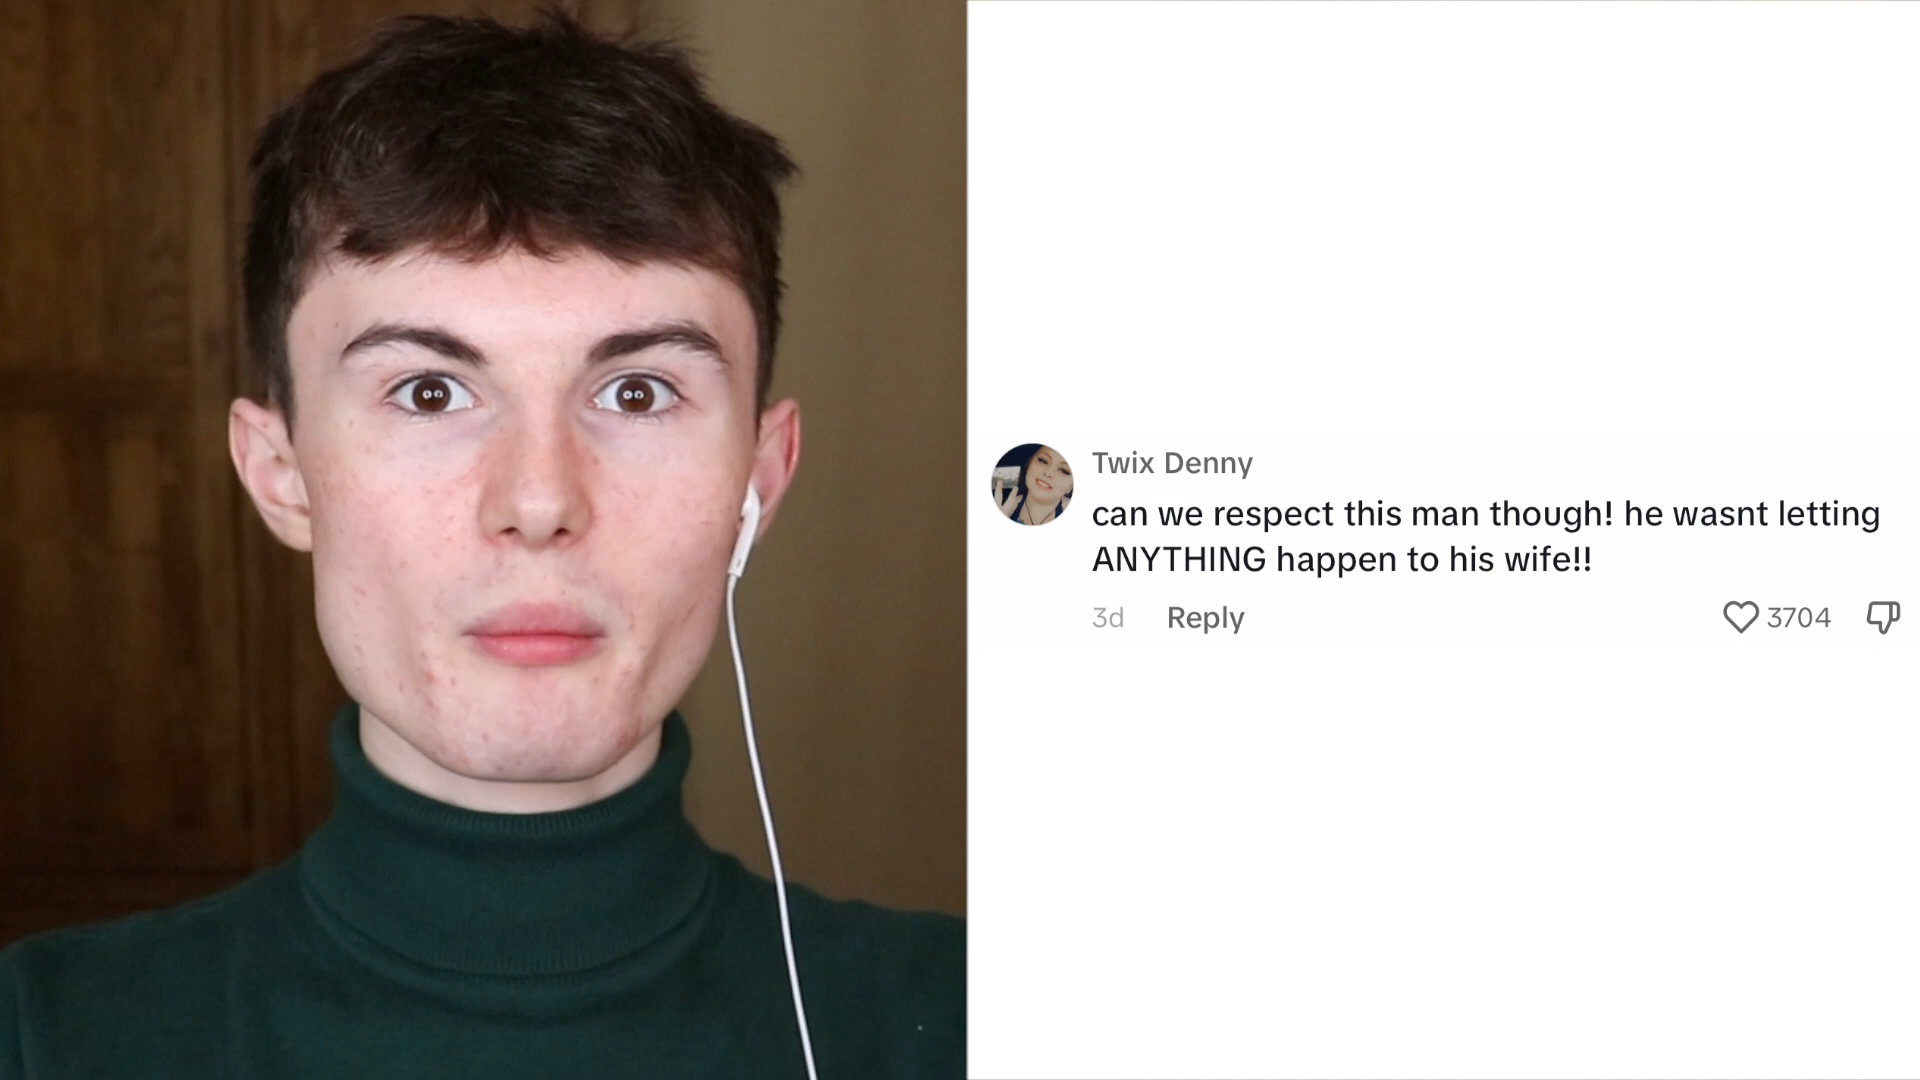 Twix Denny
can we respect this man though! he wasnt letting
ANYTHING happen to his wife!!
3d Reply 3704